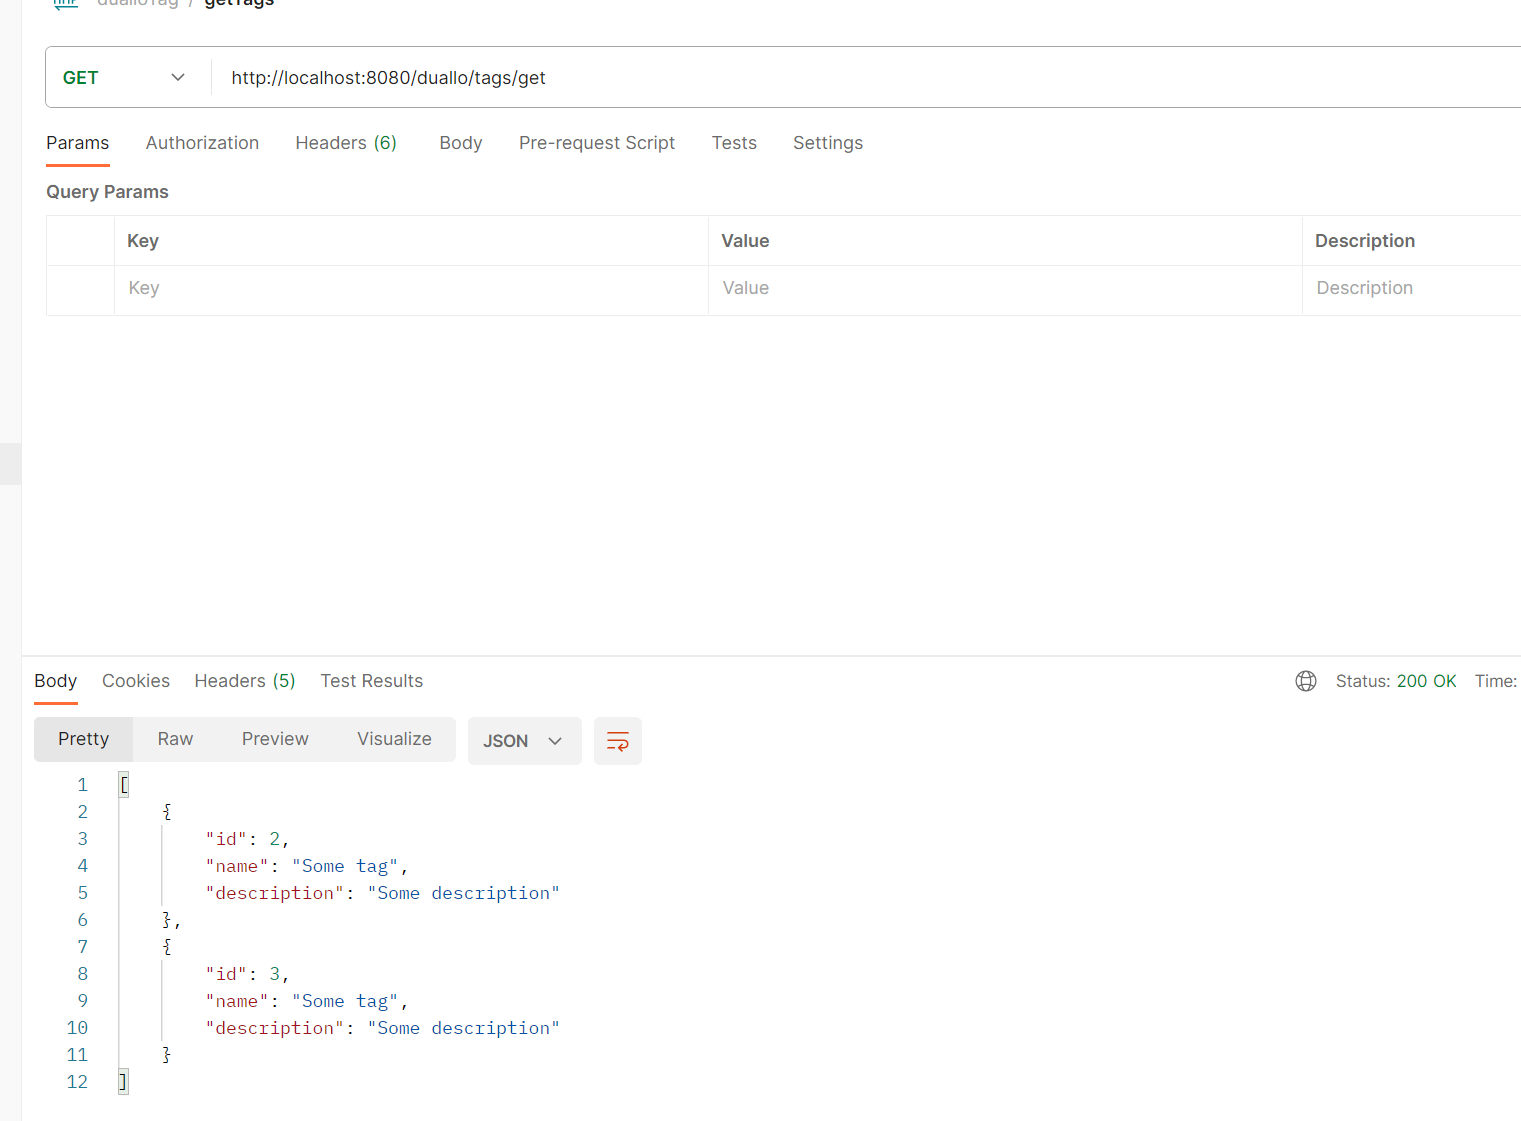 dualloTag / getTags
GET http://localhost:8080/duallo/tags/get
Params Authorization Headers (6) Body Pre-request Script Tests Settings
Query Params
Key Value Description
Key Value Description
Body Cookies Headers (5) Test Results Status: 200 OK Time:
Pretty Raw Preview Visualize JSON
1 [
2 {
3 "id": 2,
4 "name": "Some tag",
5 "description": "Some description"
6 },
7 {
8 "id": 3,
9 "name": "Some tag",
10 "description": "Some description"
11 }
12 ]